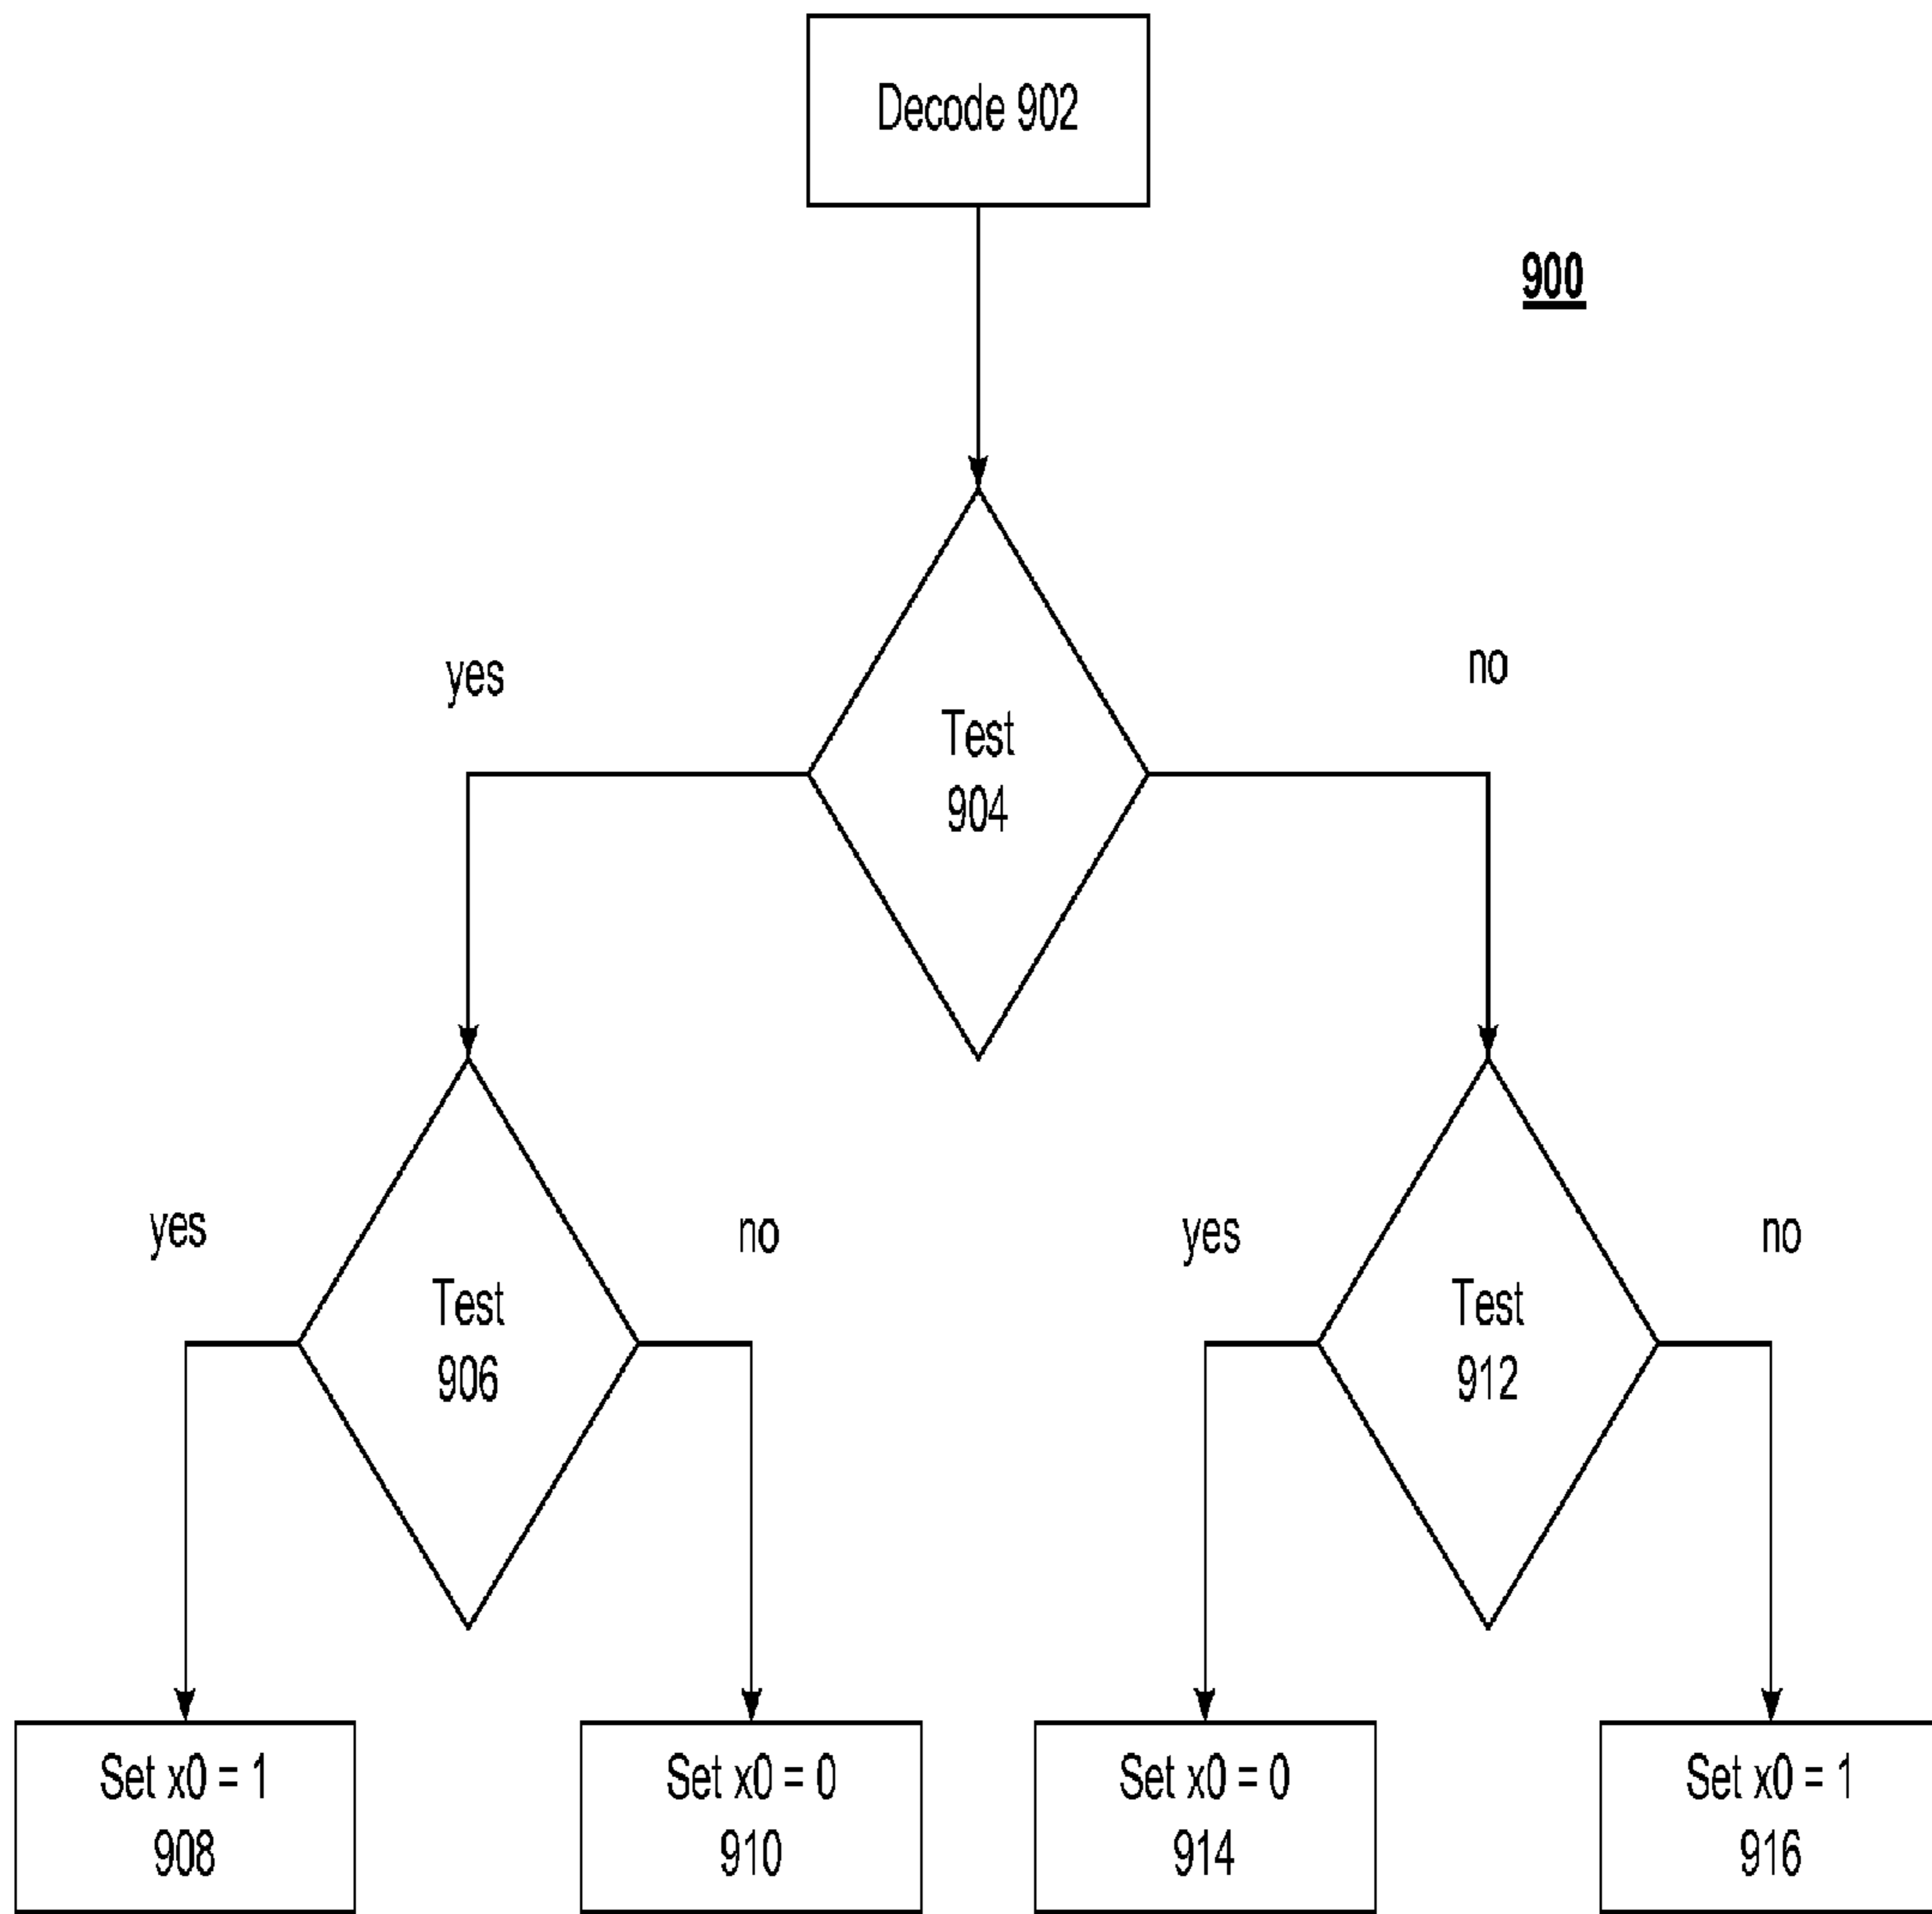 Decode 902
900
yes
no
Test
904
yes
no
yes
no
Test
906
Test
912
Set x0 = 1
908
Set x0 = 0
910
Set x0 = 0
914
Set x0 = 1
916